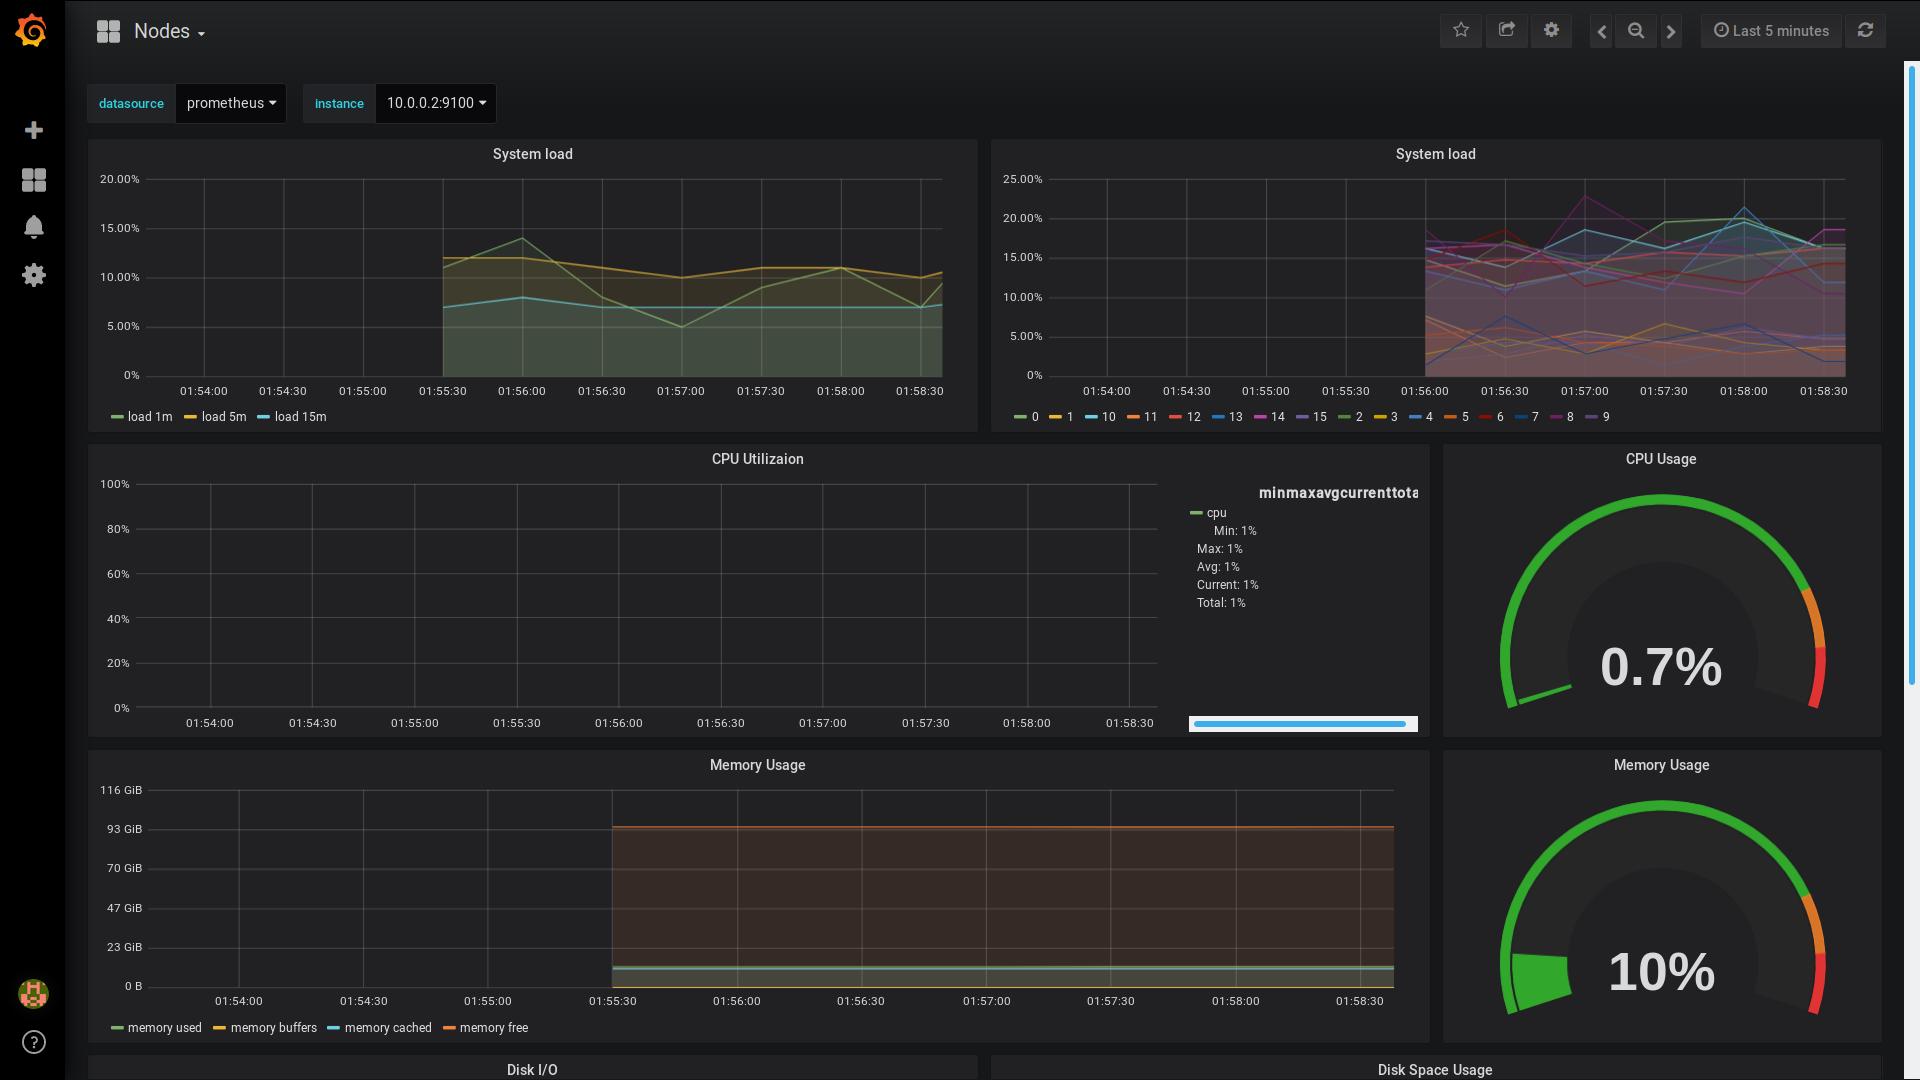 Nodes
Last 5 minutes
datasource prometheus instance 10.0.0.2:9100
System load
20.00%
15.00%
10.00%
5.00%
0%
01:54:00 01:54:30 01:55:00 01:55:30 01:56:00 01:56:30 01:57:00 01:57:30 01:58:00 01:58:30
load 1m load 5m load 15m
System load
25.00%
20.00%
15.00%
10.00%
5.00%
0%
01:54:00 01:54:30 01:55:00 01:55:30 01:56:00 01:56:30 01:57:00 01:57:30 01:58:00 01:58:30
0 1 10 11 12 13 14 15 2 3 4 5 6 7 8 9
CPU Utilizaion
100%
80%
60%
40%
20%
0%
01:54:00 01:54:30 01:55:00 01:55:30 01:56:00 01:56:30 01:57:00 01:57:30 01:58:00 01:58:30
minmaxavgcurrenttota
cpu
Min: 1%
Max: 1%
Avg: 1%
Current: 1%
Total: 1%
CPU Usage
0.7%
Memory Usage
116 GiB
93 GiB
70 GiB
47 GiB
23 GiB
0 B
01:54:00 01:54:30 01:55:00 01:55:30 01:56:00 01:56:30 01:57:00 01:57:30 01:58:00 01:58:30
memory used memory buffers memory cached memory free
Memory Usage
10%
Disk I/O
Disk Space Usage